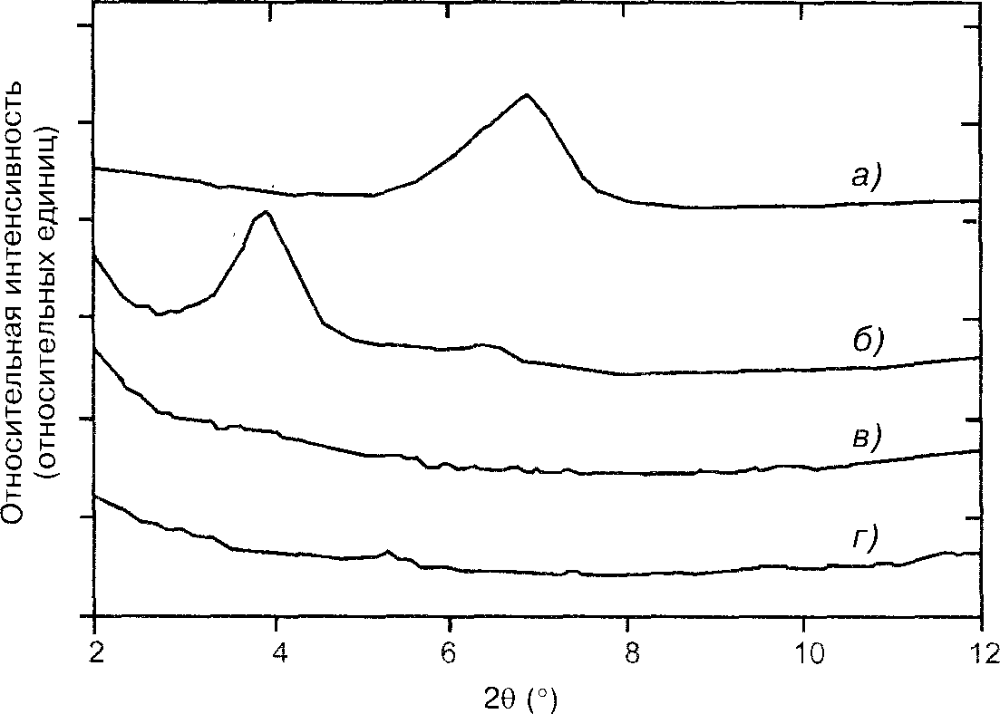 Относительная интенсивность
(относительных единиц)
а)
б)
в)
г)
2 4 6 8 10 12
2θ (°)